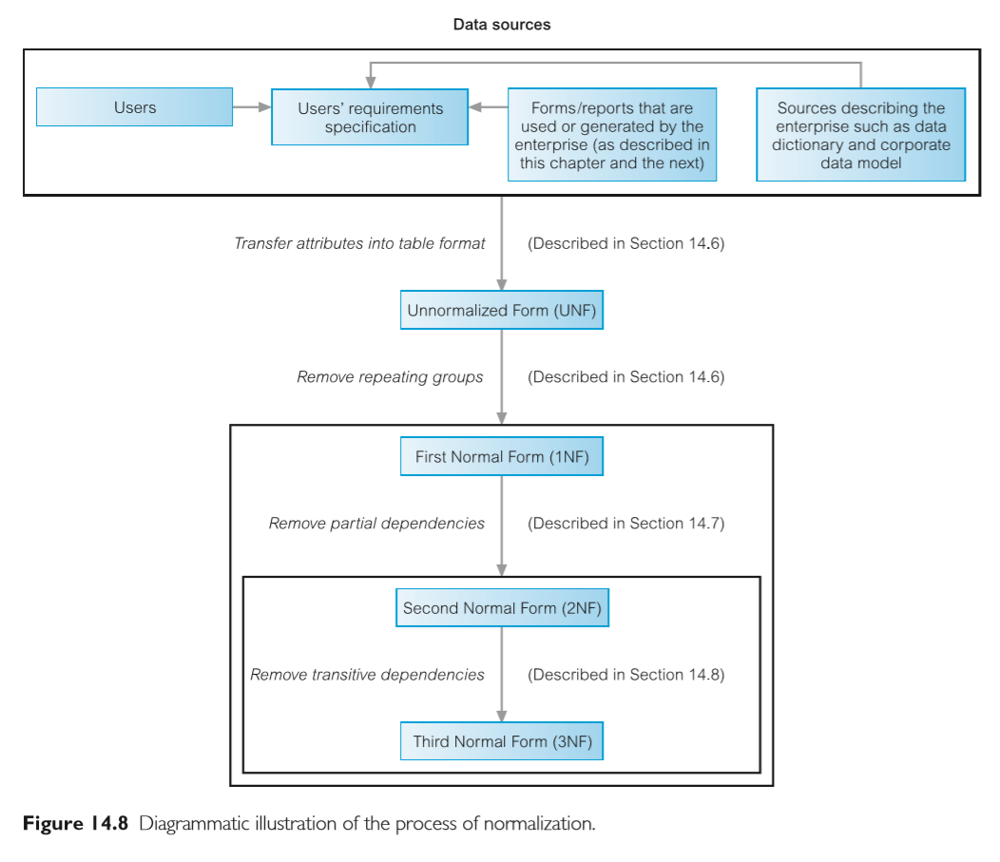 Data sources
Users
Users' requirements
specification
Forms/reports that are
used or generated by the
enterprise (as described in
this chapter and the next)
Sources describing the
enterprise such as data
dictionary and corporate
data model
Transfer attributes into table format
(Described in Section 14.6)
Unnormalized Form (UNF)
Remove repeating groups
(Described in Section 14.6)
First Normal Form (1NF)
Remove partial dependencies
(Described in Section 14.7)
Second Normal Form (2NF)
Remove transitive dependencies
(Described in Section 14.8)
Third Normal Form (3NF)
Figure 14.8 Diagrammatic illustration of the process of normalization.